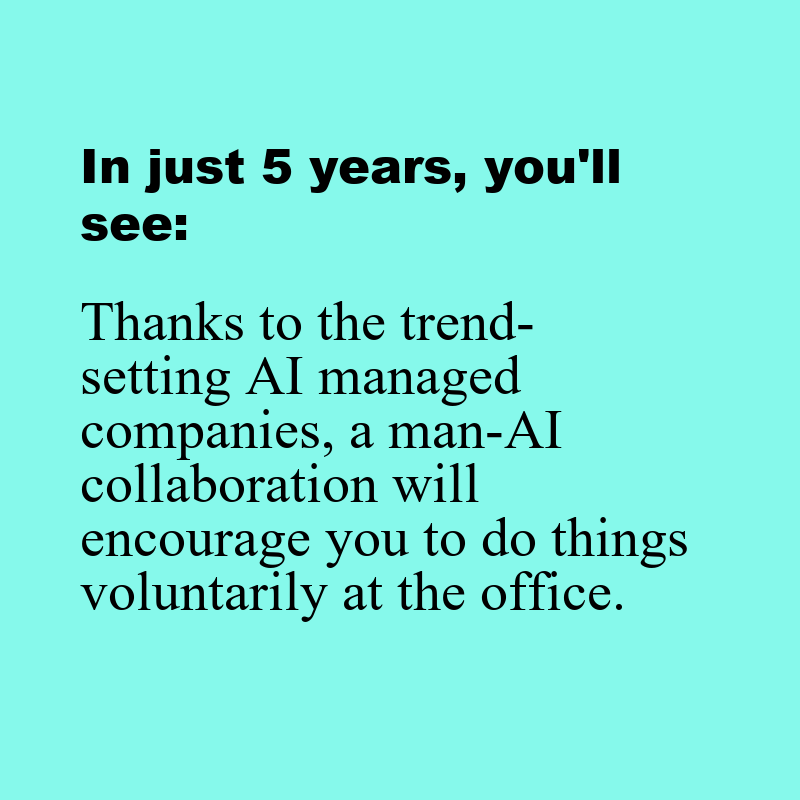 In just 5 years, you'll
see:
Thanks to the trend-
setting AI managed
companies, a man-AI
collaboration will
encourage you to do things
voluntarily at the office.